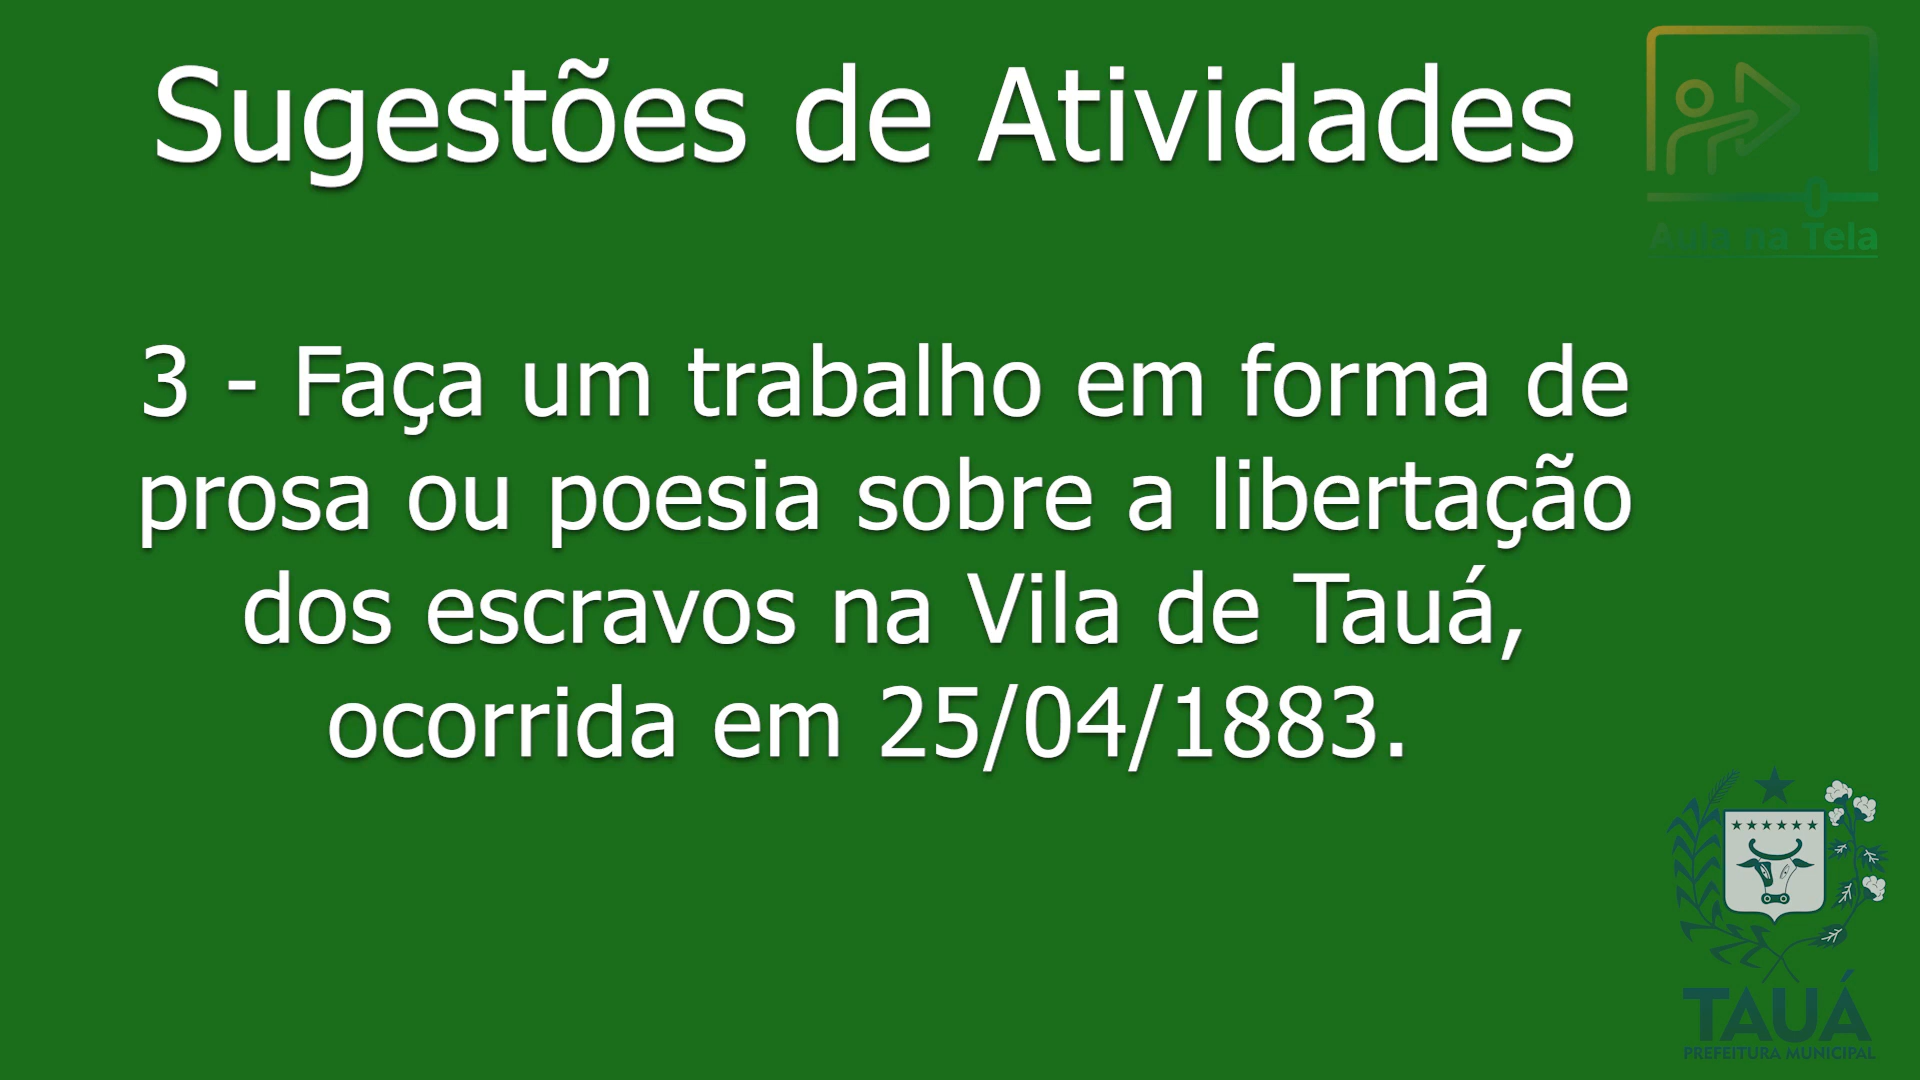 Sugestões de Atividades
Aula na Tela
3 - Faça um trabalho em forma de
prosa ou poesia sobre a libertação
dos escravos na Vila de Tauá,
ocorrida em 25/04/1883.
TAUÁ
PREFEITURA MUNICIPAL